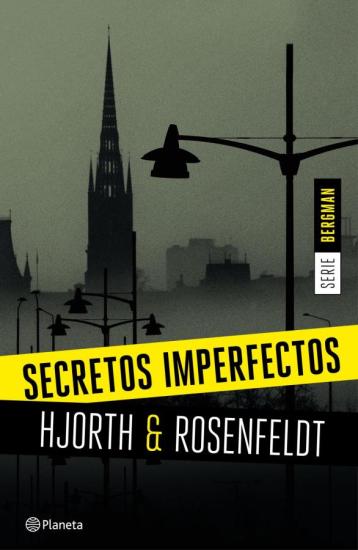 SERIE BERGMAN
SECRETOS IMPERFECTOS
HJORTH & ROSENFELDT
Planeta